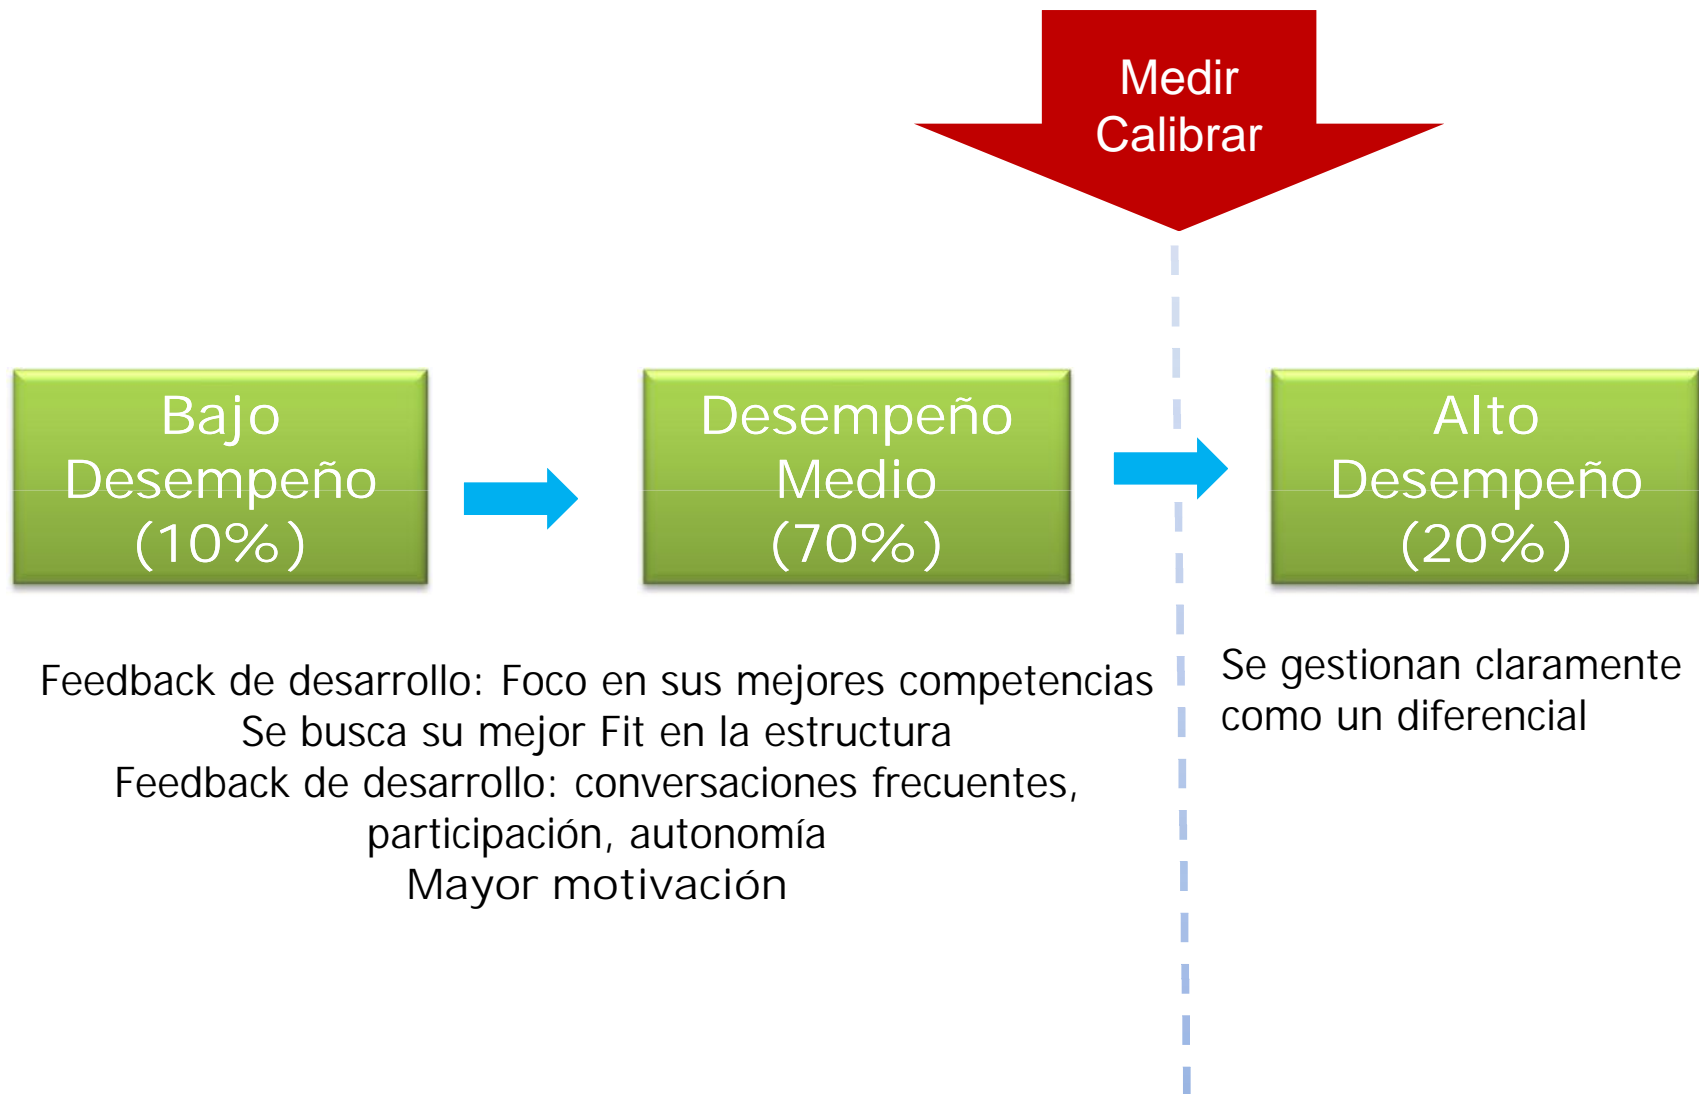 Medir
Calibrar
Bajo
Desempeño
(10%)
Desempeño
Medio
(70%)
Alto
Desempeño
(20%)
Feedback de desarrollo: Foco en sus mejores competencias
Se busca su mejor Fit en la estructura
Feedback de desarrollo: conversaciones frecuentes,
participación, autonomía
Mayor motivación
Se gestionan claramente
como un diferencial